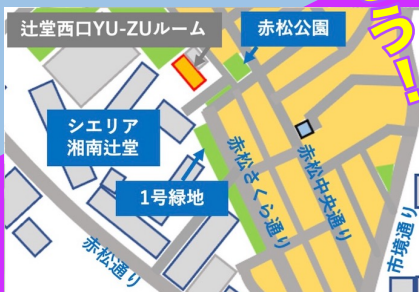 辻堂西口YU-ZUルーム
赤松公園
う!
シエリア
湘南辻堂
1号緑地
赤松さくら通り
赤松中央通り
赤松通り
市境通り